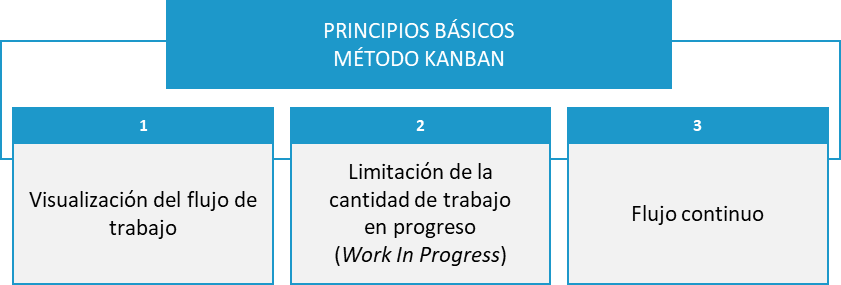 PRINCIPIOS BÁSICOS
MÉTODO KANBAN
1
Visualización del flujo de
trabajo
2
Limitación de la
cantidad de trabajo
en progreso
(Work In Progress)
3
Flujo continuo